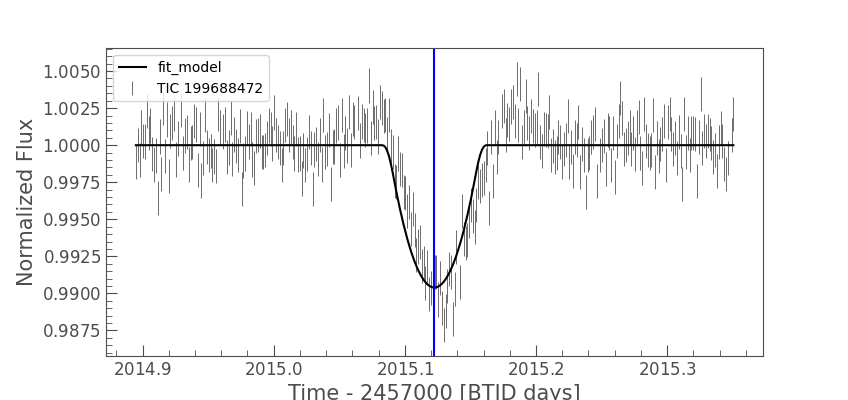 fit_model
TIC 199688472
1.0050
1.0025
1.0000
0.9975
0.9950
0.9925
0.9900
0.9875
Normalized Flux
2014.9 2015.0 2015.1 2015.2 2015.3
Time - 2457000 [BTJD days]